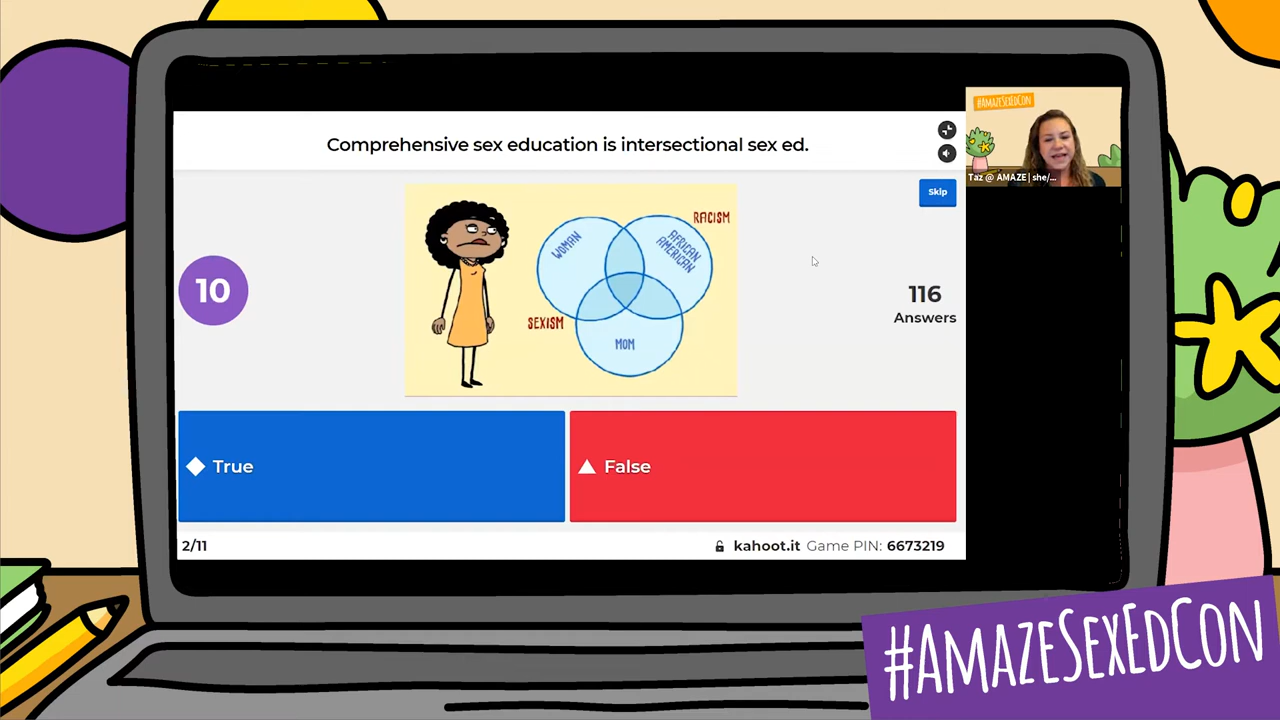 Comprehensive sex education is intersectional sex ed.
#AMAZESEXEDCON
Taz @ AMAZE | she/...
Skip
RACISM
WOMAN
AFRICAN
AMERICAN
10
116
Answers
SEXISM
MOM
True
False
2/11
kahoot.it Game PIN: 6673219
#AMAZESEXEDCON